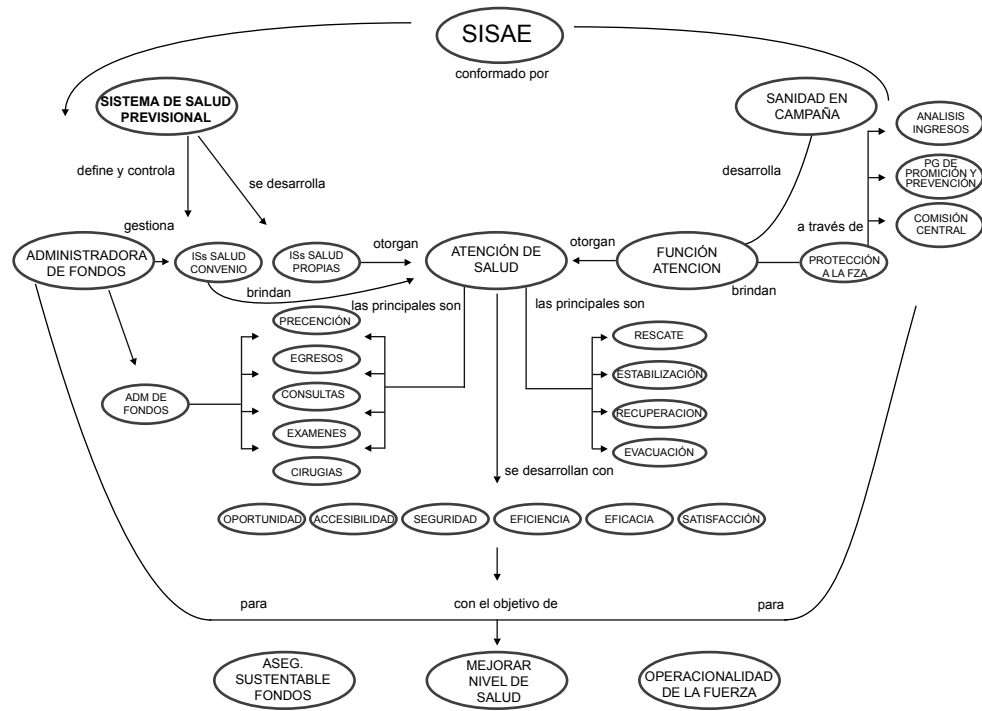 SISAE
conformado por
SISTEMA DE SALUD
PREVISIONAL
SANIDAD EN
CAMPAÑA
ANALISIS
INGRESOS
PG DE
PROMICIÓN Y
PREVENCIÓN
COMISIÓN
CENTRAL
define y controla
se desarrolla
desarrolla
gestiona
a través de
ADMINISTRADORA
DE FONDOS
ISs SALUD
CONVENIO
ISs SALUD
PROPIAS
otorgan
ATENCIÓN DE
SALUD
otorgan
FUNCIÓN
ATENCION
brindan
PROTECCIÓN
A LA FZA
brindan
las principales son
las principales son
PRECENCIÓN
EGRESOS
CONSULTAS
EXAMENES
CIRUGIAS
ADM DE
FONDOS
RESCATE
ESTABILIZACIÓN
RECUPERACION
EVACUACIÓN
se desarrollan con
OPORTUNIDAD
ACCESIBILIDAD
SEGURIDAD
EFICIENCIA
EFICACIA
SATISFACCIÓN
para
con el objetivo de
para
ASEG.
SUSTENTABLE
FONDOS
MEJORAR
NIVEL DE
SALUD
OPERACIONALIDAD
DE LA FUERZA